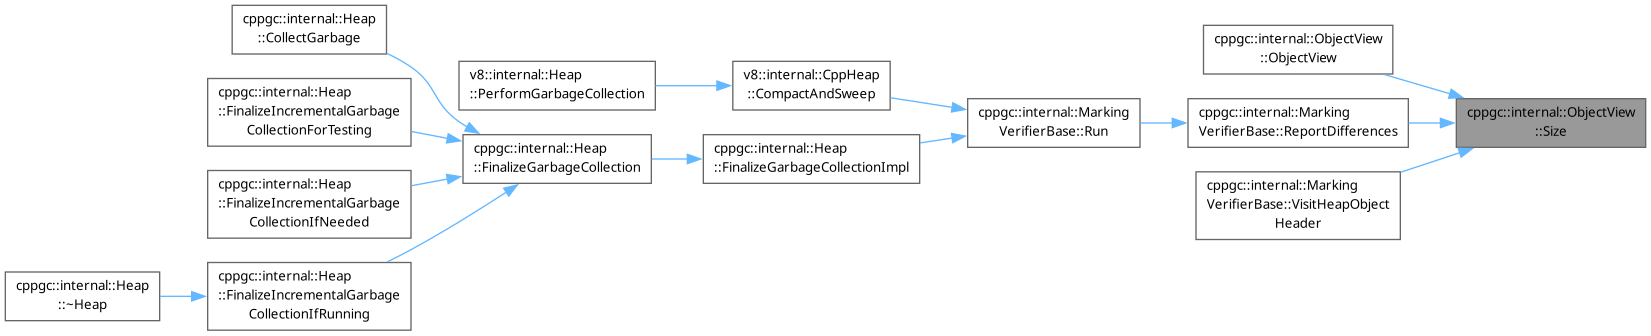 cppgc::internal::Heap
::CollectGarbage
cppgc::internal::Heap
::FinalizeIncrementalGarbage
CollectionForTesting
cppgc::internal::Heap
::FinalizeIncrementalGarbage
CollectionIfNeeded
cppgc::internal::Heap
::FinalizeIncrementalGarbage
CollectionIfRunning
cppgc::internal::Heap
::~Heap
v8::internal::Heap
::PerformGarbageCollection
cppgc::internal::Heap
::FinalizeGarbageCollection
v8::internal::CppHeap
::CompactAndSweep
cppgc::internal::Heap
::FinalizeGarbageCollectionImpl
cppgc::internal::Marking
VerifierBase::Run
cppgc::internal::ObjectView
::ObjectView
cppgc::internal::Marking
VerifierBase::ReportDifferences
cppgc::internal::Marking
VerifierBase::VisitHeapObject
Header
cppgc::internal::ObjectView
::Size